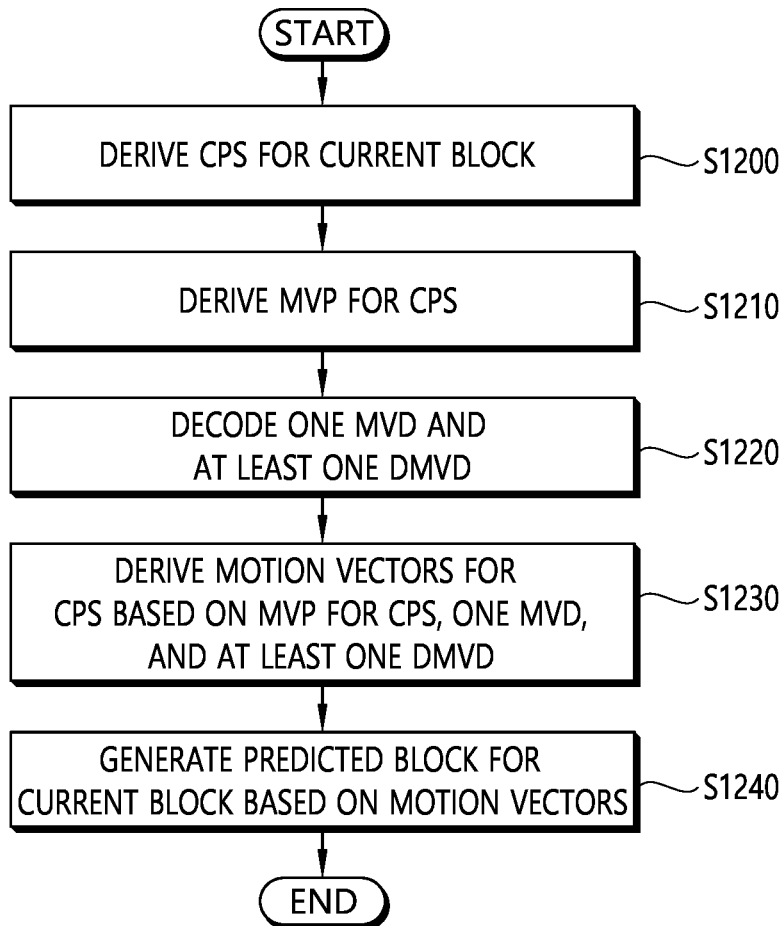 START
DERIVE CPS FOR CURRENT BLOCK
S1200
DERIVE MVP FOR CPS
S1210
DECODE ONE MVD AND
AT LEAST ONE DMVD
S1220
DERIVE MOTION VECTORS FOR
CPS BASED ON MVP FOR CPS, ONE MVD,
AND AT LEAST ONE DMVD
S1230
GENERATE PREDICTED BLOCK FOR
CURRENT BLOCK BASED ON MOTION VECTORS
S1240
END